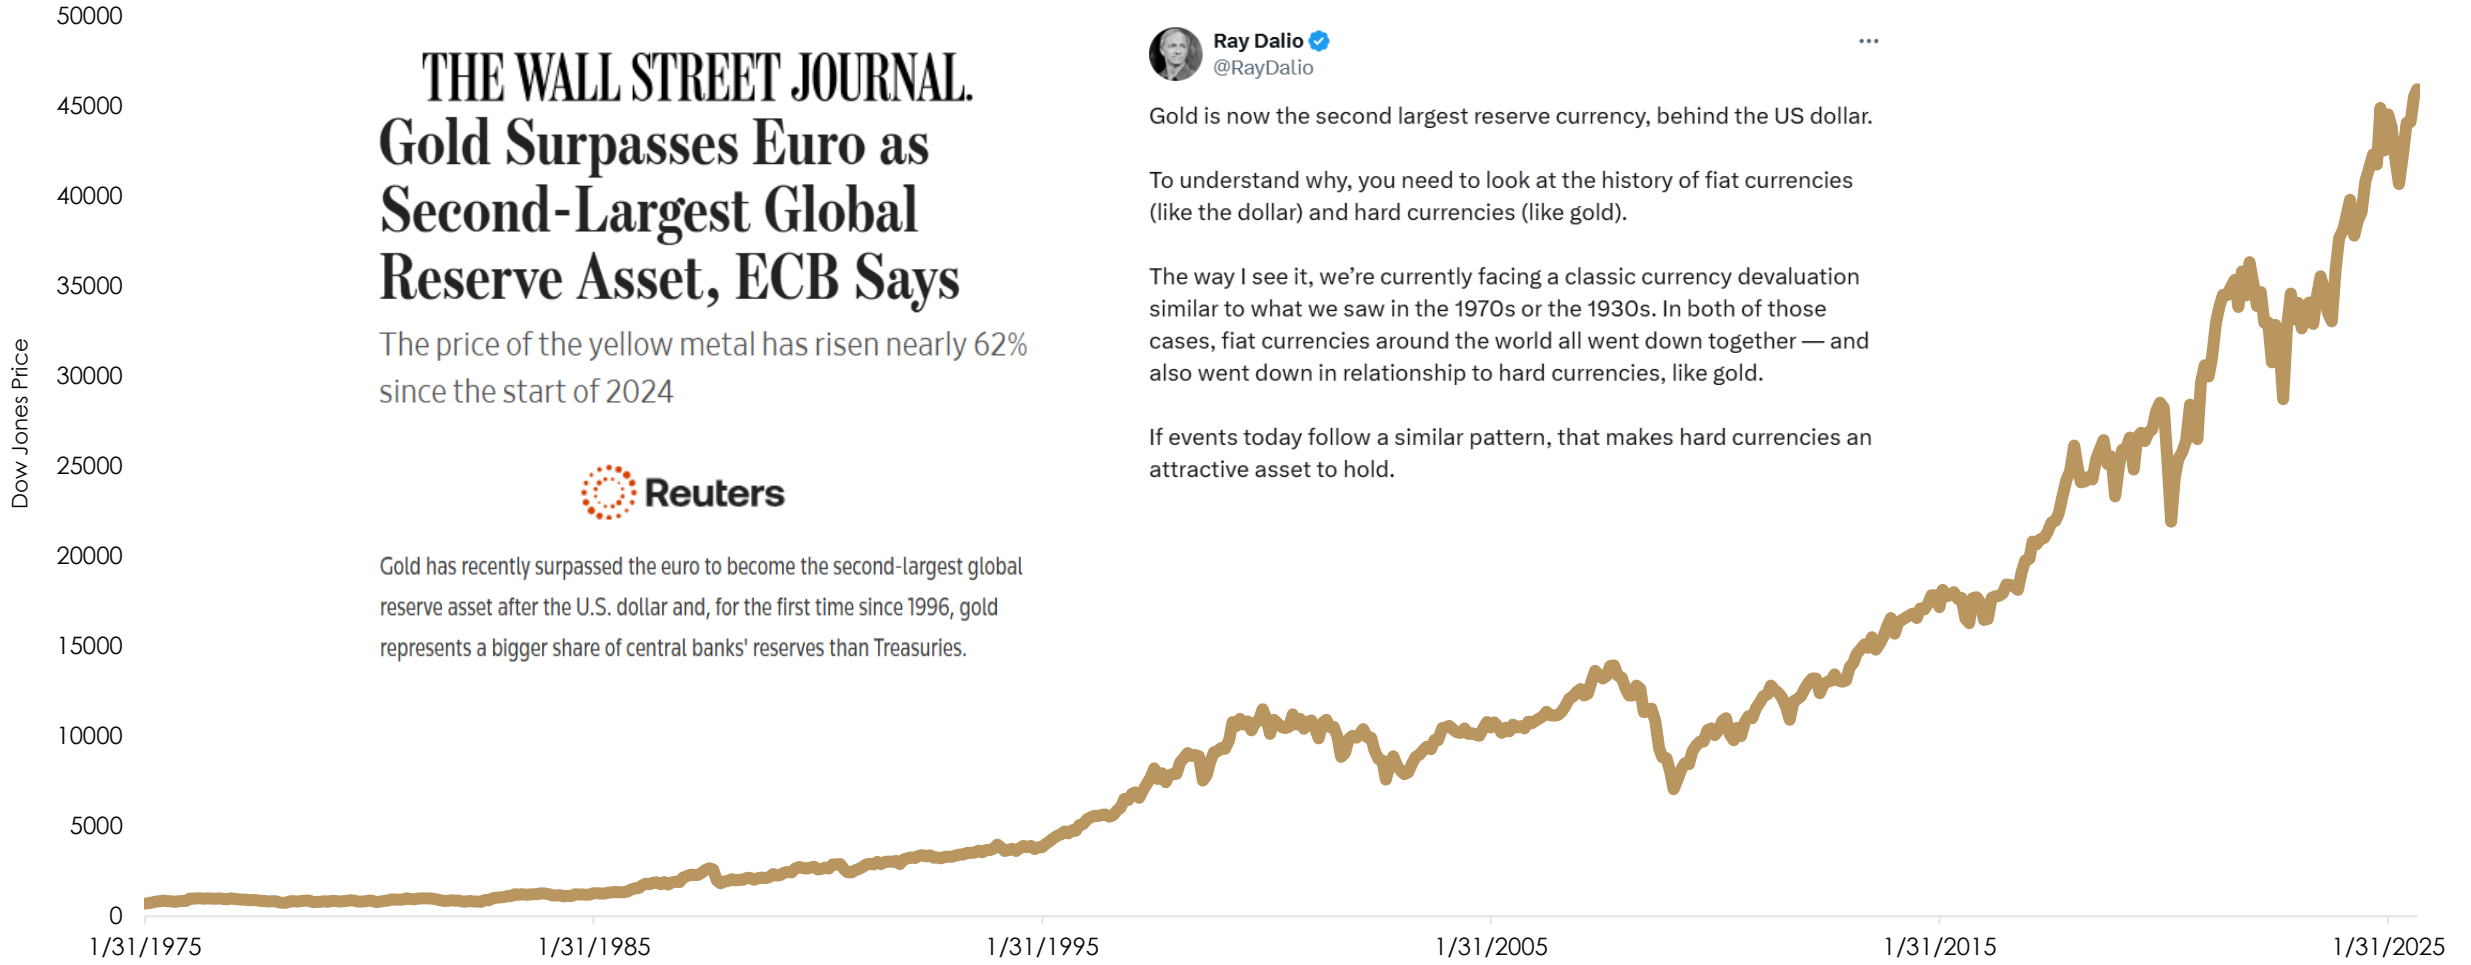 50000
45000
40000
35000
30000
25000
20000
15000
10000
5000
0
Dow Jones Price
THE WALL STREET JOURNAL.
Gold Surpasses Euro as
Second-Largest Global
Reserve Asset, ECB Says
The price of the yellow metal has risen nearly 62%
since the start of 2024
Reuters
Gold has recently surpassed the euro to become the second-largest global
reserve asset after the U.S. dollar and, for the first time since 1996, gold
represents a bigger share of central banks' reserves than Treasuries.
Ray Dalio
@RayDalio
Gold is now the second largest reserve currency, behind the US dollar.
To understand why, you need to look at the history of fiat currencies
(like the dollar) and hard currencies (like gold).
The way I see it, we’re currently facing a classic currency devaluation
similar to what we saw in the 1970s or the 1930s. In both of those
cases, fiat currencies around the world all went down together — and
also went down in relationship to hard currencies, like gold.
If events today follow a similar pattern, that makes hard currencies an
attractive asset to hold.
1/31/1975
1/31/1985
1/31/1995
1/31/2005
1/31/2015
1/31/2025